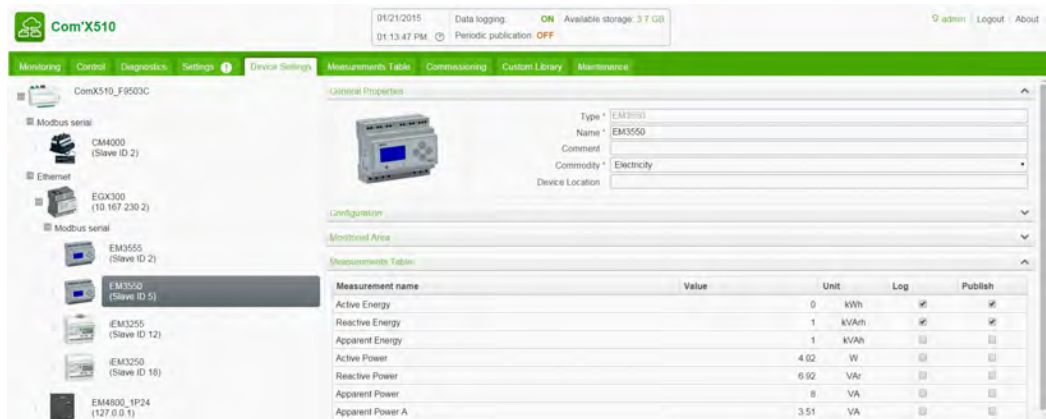 Com'X510
01/21/2015
01:13:47 PM
Data logging: ON Available storage: 3.7 GB
Periodic publication: OFF
admin Logout About
Monitoring Control Diagnostics Settings ! Device Settings Measurements Table Commissioning Custom Library Maintenance
ComX510_F9503C
Modbus serial
CM4000
(Slave ID 2)
Ethernet
EGX300
(10.167.230.2)
Modbus serial
EM3555
(Slave ID 2)
EM3550
(Slave ID 5)
iEM3255
(Slave ID 12)
iEM3250
(Slave ID 18)
EM4800_1P24
(127.0.0.1)
General Properties
Type * EM3550
Name * EM3550
Comment
Commodity * Electricity
Device Location
Configuration
Monitored Area
Measurements Table
Measurement name Value Unit Log Publish
Active Energy 0 kWh
Reactive Energy 1 kVArh
Apparent Energy 1 kVAh
Active Power 4.02 W
Reactive Power 6.92 VAr
Apparent Power 8 VA
Apparent Power A 3.51 VA